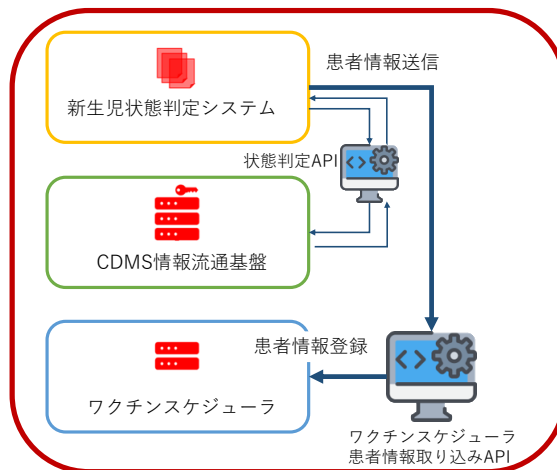 患者情報送信
新生児状態判定システム
状態判定API
CDMS情報流通基盤
患者情報登録
ワクチンスケジューラ
ワクチンスケジューラ
患者情報取り込みAPI